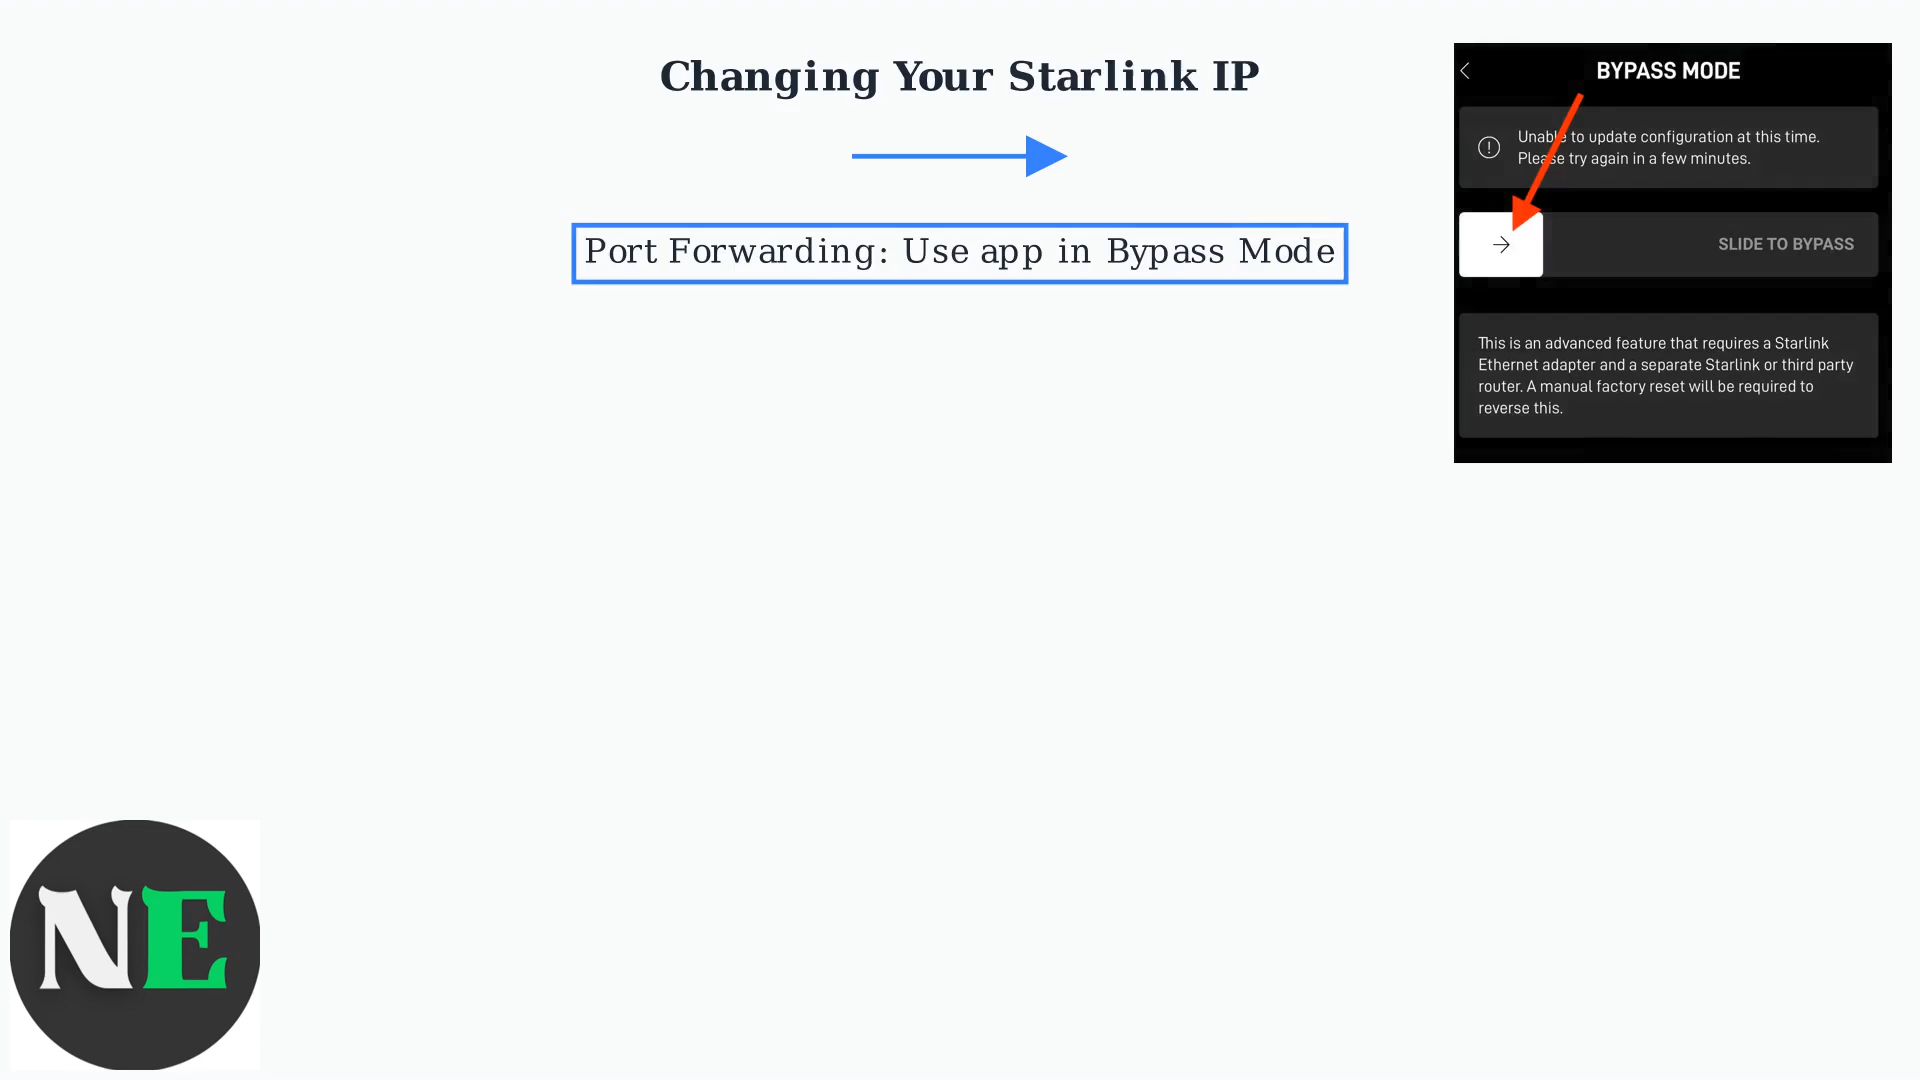 Changing Your Starlink IP
Port Forwarding: Use app in Bypass Mode
BYPASS MODE
Unable to update configuration at this time.
Please try again in a few minutes.
SLIDE TO BYPASS
This is an advanced feature that requires a Starlink
Ethernet adapter and a separate Starlink or third party
router. A manual factory reset will be required to
reverse this.
NE